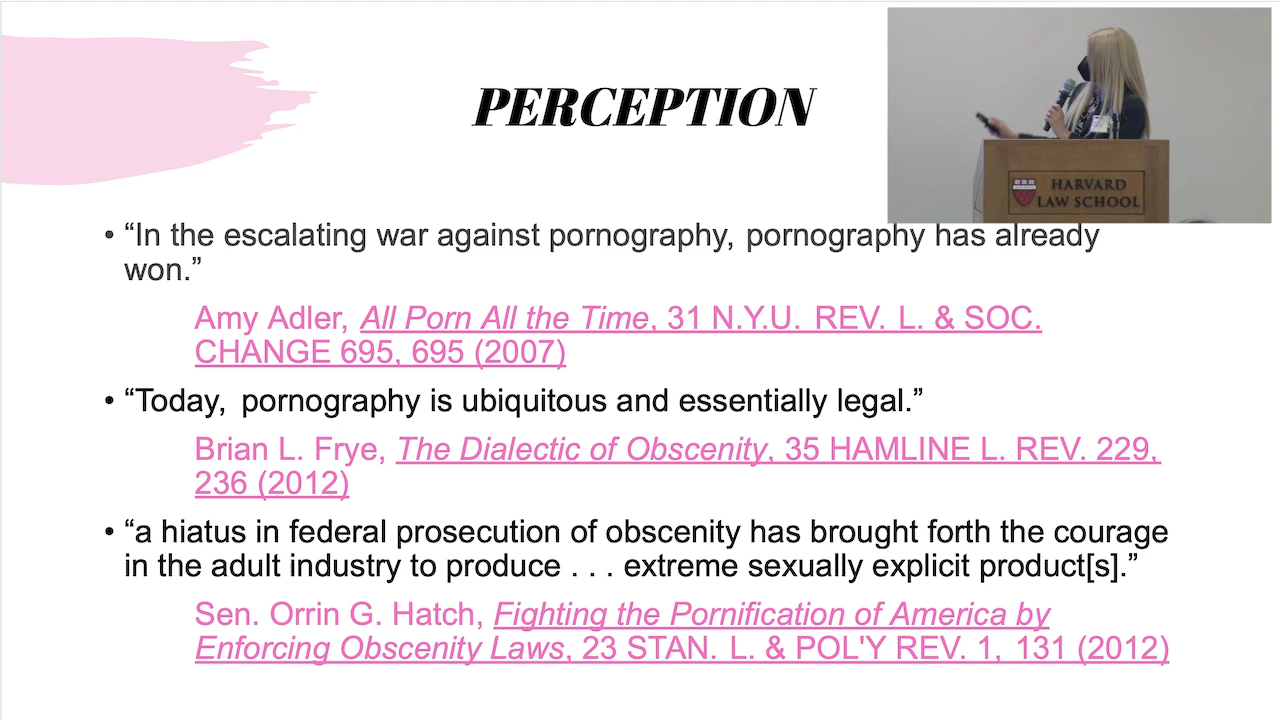 PERCEPTION
HARVARD
LAW SCHOOL
• “In the escalating war against pornography, pornography has already
won.”
Amy Adler, All Porn All the Time, 31 N.Y.U. REV. L. & SOC.
CHANGE 695, 695 (2007)
• “Today, pornography is ubiquitous and essentially legal.”
Brian L. Frye, The Dialectic of Obscenity, 35 HAMLINE L. REV. 229,
236 (2012)
• “a hiatus in federal prosecution of obscenity has brought forth the courage
in the adult industry to produce . . . extreme sexually explicit product[s].”
Sen. Orrin G. Hatch, Fighting the Pornification of America by
Enforcing Obscenity Laws, 23 STAN. L. & POL'Y REV. 1, 131 (2012)